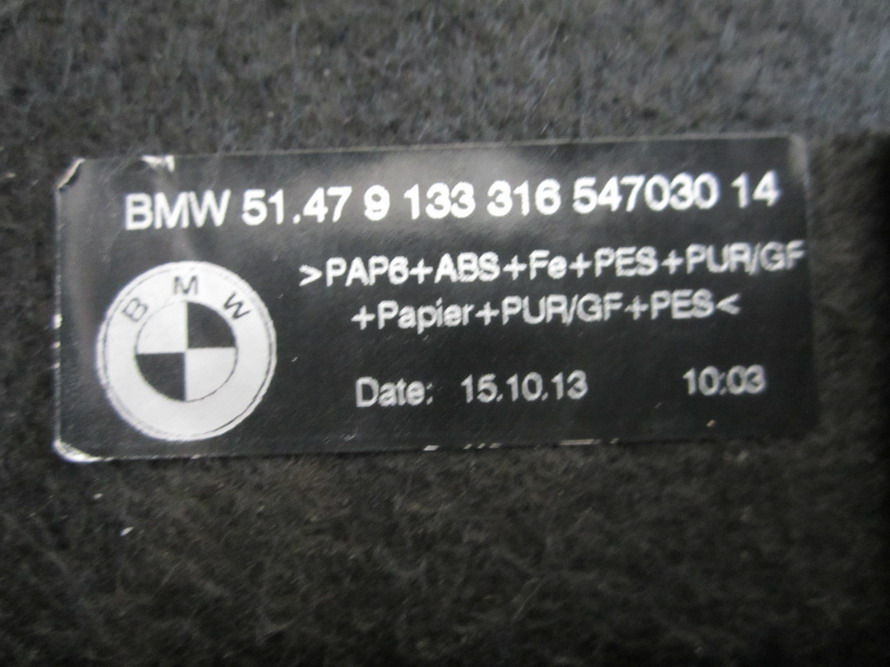 BMW 51.47 9 133 316 547030 14
>PAP6+ABS+Fe+PES+PUR/GF
+Papier+PUR/GF+PES<
BMW
Date: 15.10.13 10:03